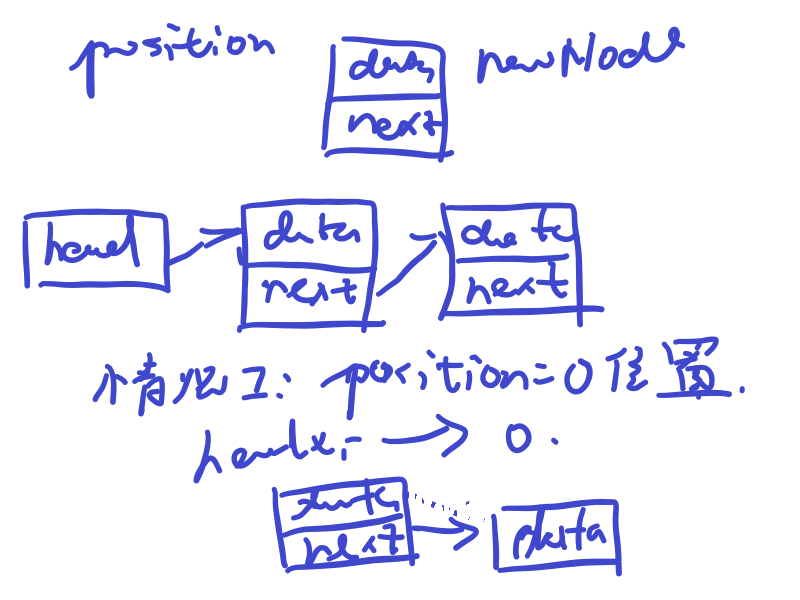 position
data
newNode
next
head
data
data
next
next
情况1: position=0位置.
→ 0.
data
next
data